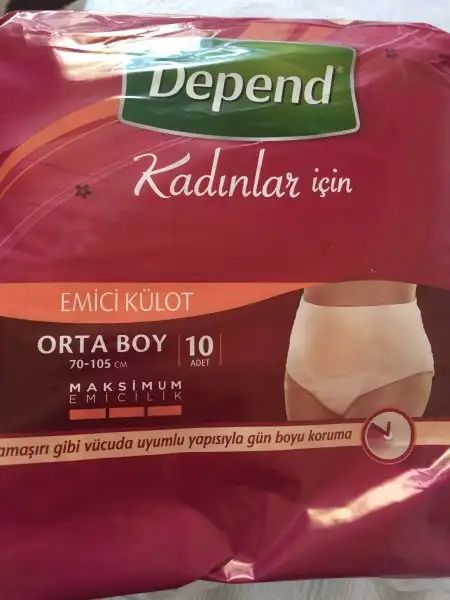 Depend®
Kadınlar için
EMİCİ KÜLOT
ORTA BOY
70-105 CM
10
ADET
MAKSİMUM
EMİCİLİK
gibi vücuda uyumlu yapısıyla gün boyu koruma